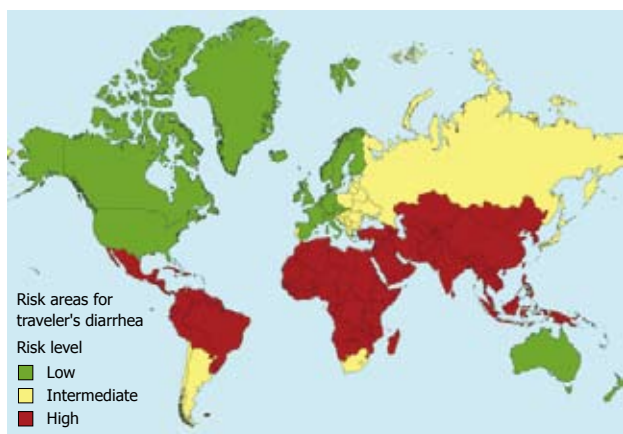 Risk areas for
traveler's diarrhea
Risk level
Low
Intermediate
High